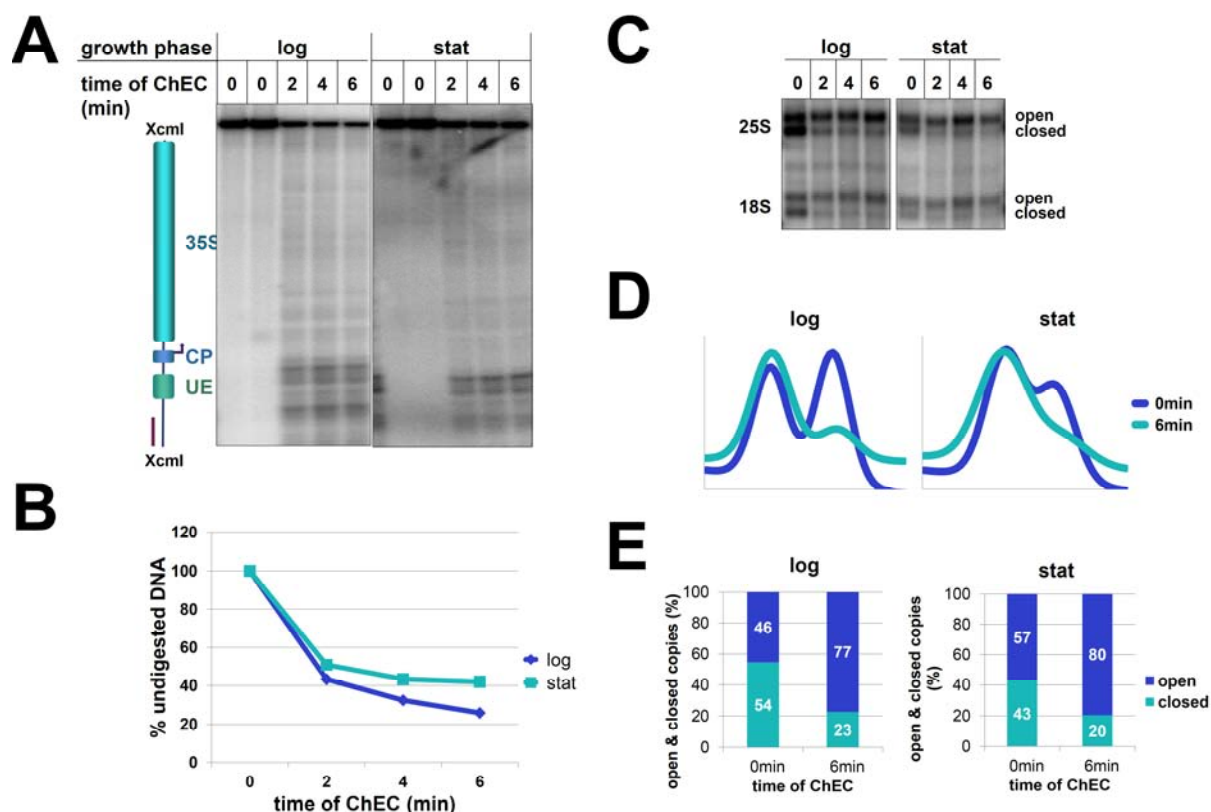 A
growth phase log stat
time of ChEC (min) 0 0 2 4 6 0 0 2 4 6
XcmI
35S
CP
UE
XcmI
B
% undigested DNA
120
100
80
60
40
20
0
0 2 4 6
time of ChEC (min)
log
stat
C
log stat
0 2 4 6 0 2 4 6
25S
open
closed
18S
open
closed
D
log stat
0min
6min
E
log
open & closed copies (%)
100
80
60
40
20
0
46 77
54 23
0min 6min
time of ChEC
stat
open & closed copies
(%)
100
80
60
40
20
0
57 80
43 20
0min 6min
time of ChEC
open
closed